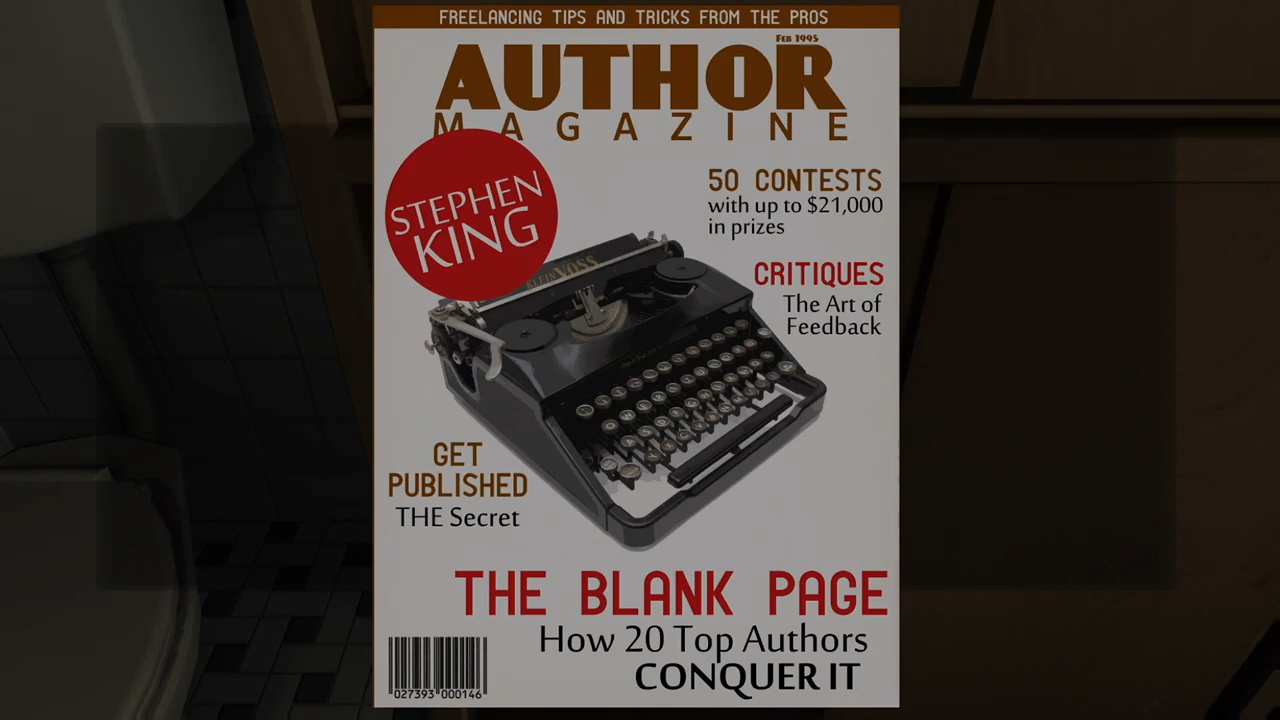 FREELANCING TIPS AND TRICKS FROM THE PROS
FEB 1995
AUTHOR
MAGAZINE
STEPHEN
KING
50 CONTESTS
with up to $21,000
in prizes
CRITIQUES
The Art of
Feedback
KLEIN VOSS
GET
PUBLISHED
THE Secret
THE BLANK PAGE
How 20 Top Authors
CONQUER IT
027393 000146